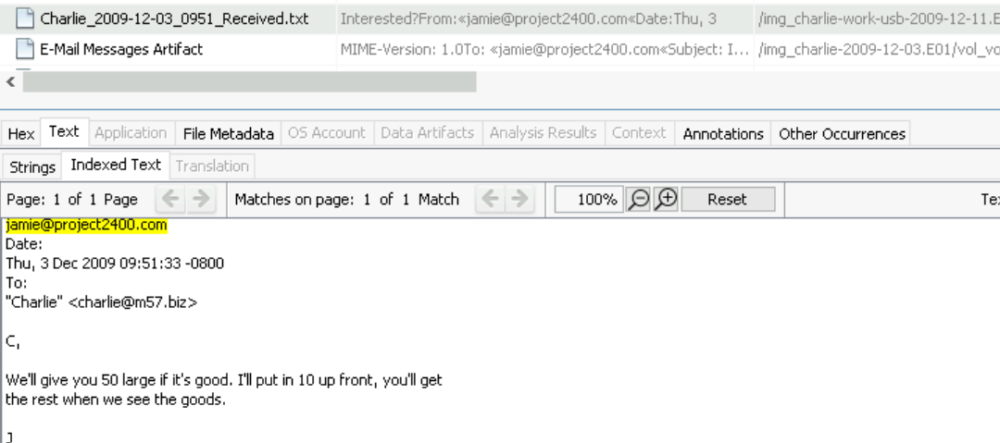 Charlie_2009-12-03_0951_Received.txt Interested?From:«jamie@project2400.com«Date:Thu, 3 /img_charlie-work-usb-2009-12-11.E
E-Mail Messages Artifact MIME-Version: 1.0To: «jamie@project2400.com«Subject: I... /img_charlie-2009-12-03.E01/vol_vo
Hex Text Application File Metadata OS Account Data Artifacts Analysis Results Context Annotations Other Occurrences
Strings Indexed Text Translation
Page: 1 of 1 Page Matches on page: 1 of 1 Match 100% Reset Te
jamie@project2400.com
Date:
Thu, 3 Dec 2009 09:51:33 -0800
To:
"Charlie" <charlie@m57.biz>
C,
We'll give you 50 large if it's good. I'll put in 10 up front, you'll get
the rest when we see the goods.
J